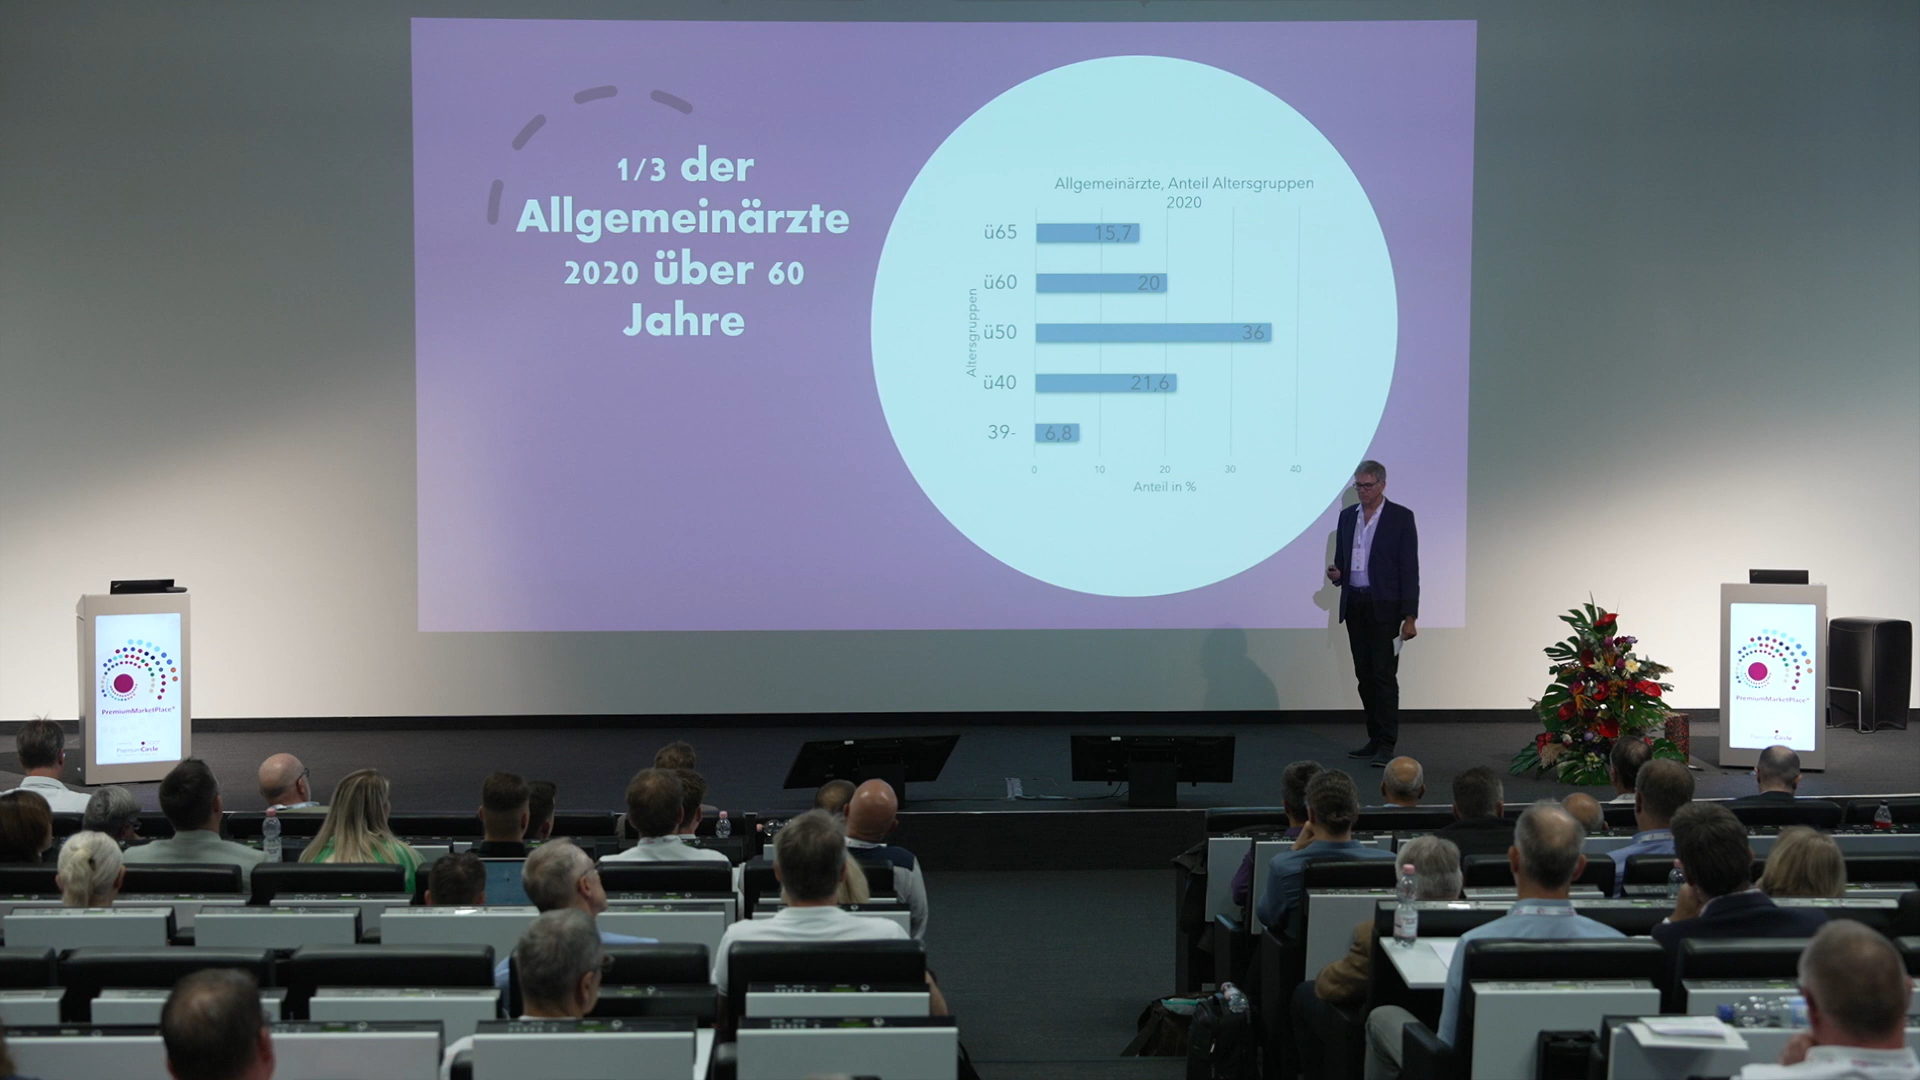 1/3 der
Allgemeinärzte
2020 über 60
Jahre
Allgemeinärzte, Anteil Altersgruppen
2020
Altersgruppen
ü65 15,7
ü60 20
ü50 36
ü40 21,6
39- 6,8
0 10 20 30 40
Anteil in %
PremiumMarketPlace
PremiumCircle
PremiumMarketPlace
PremiumCircle